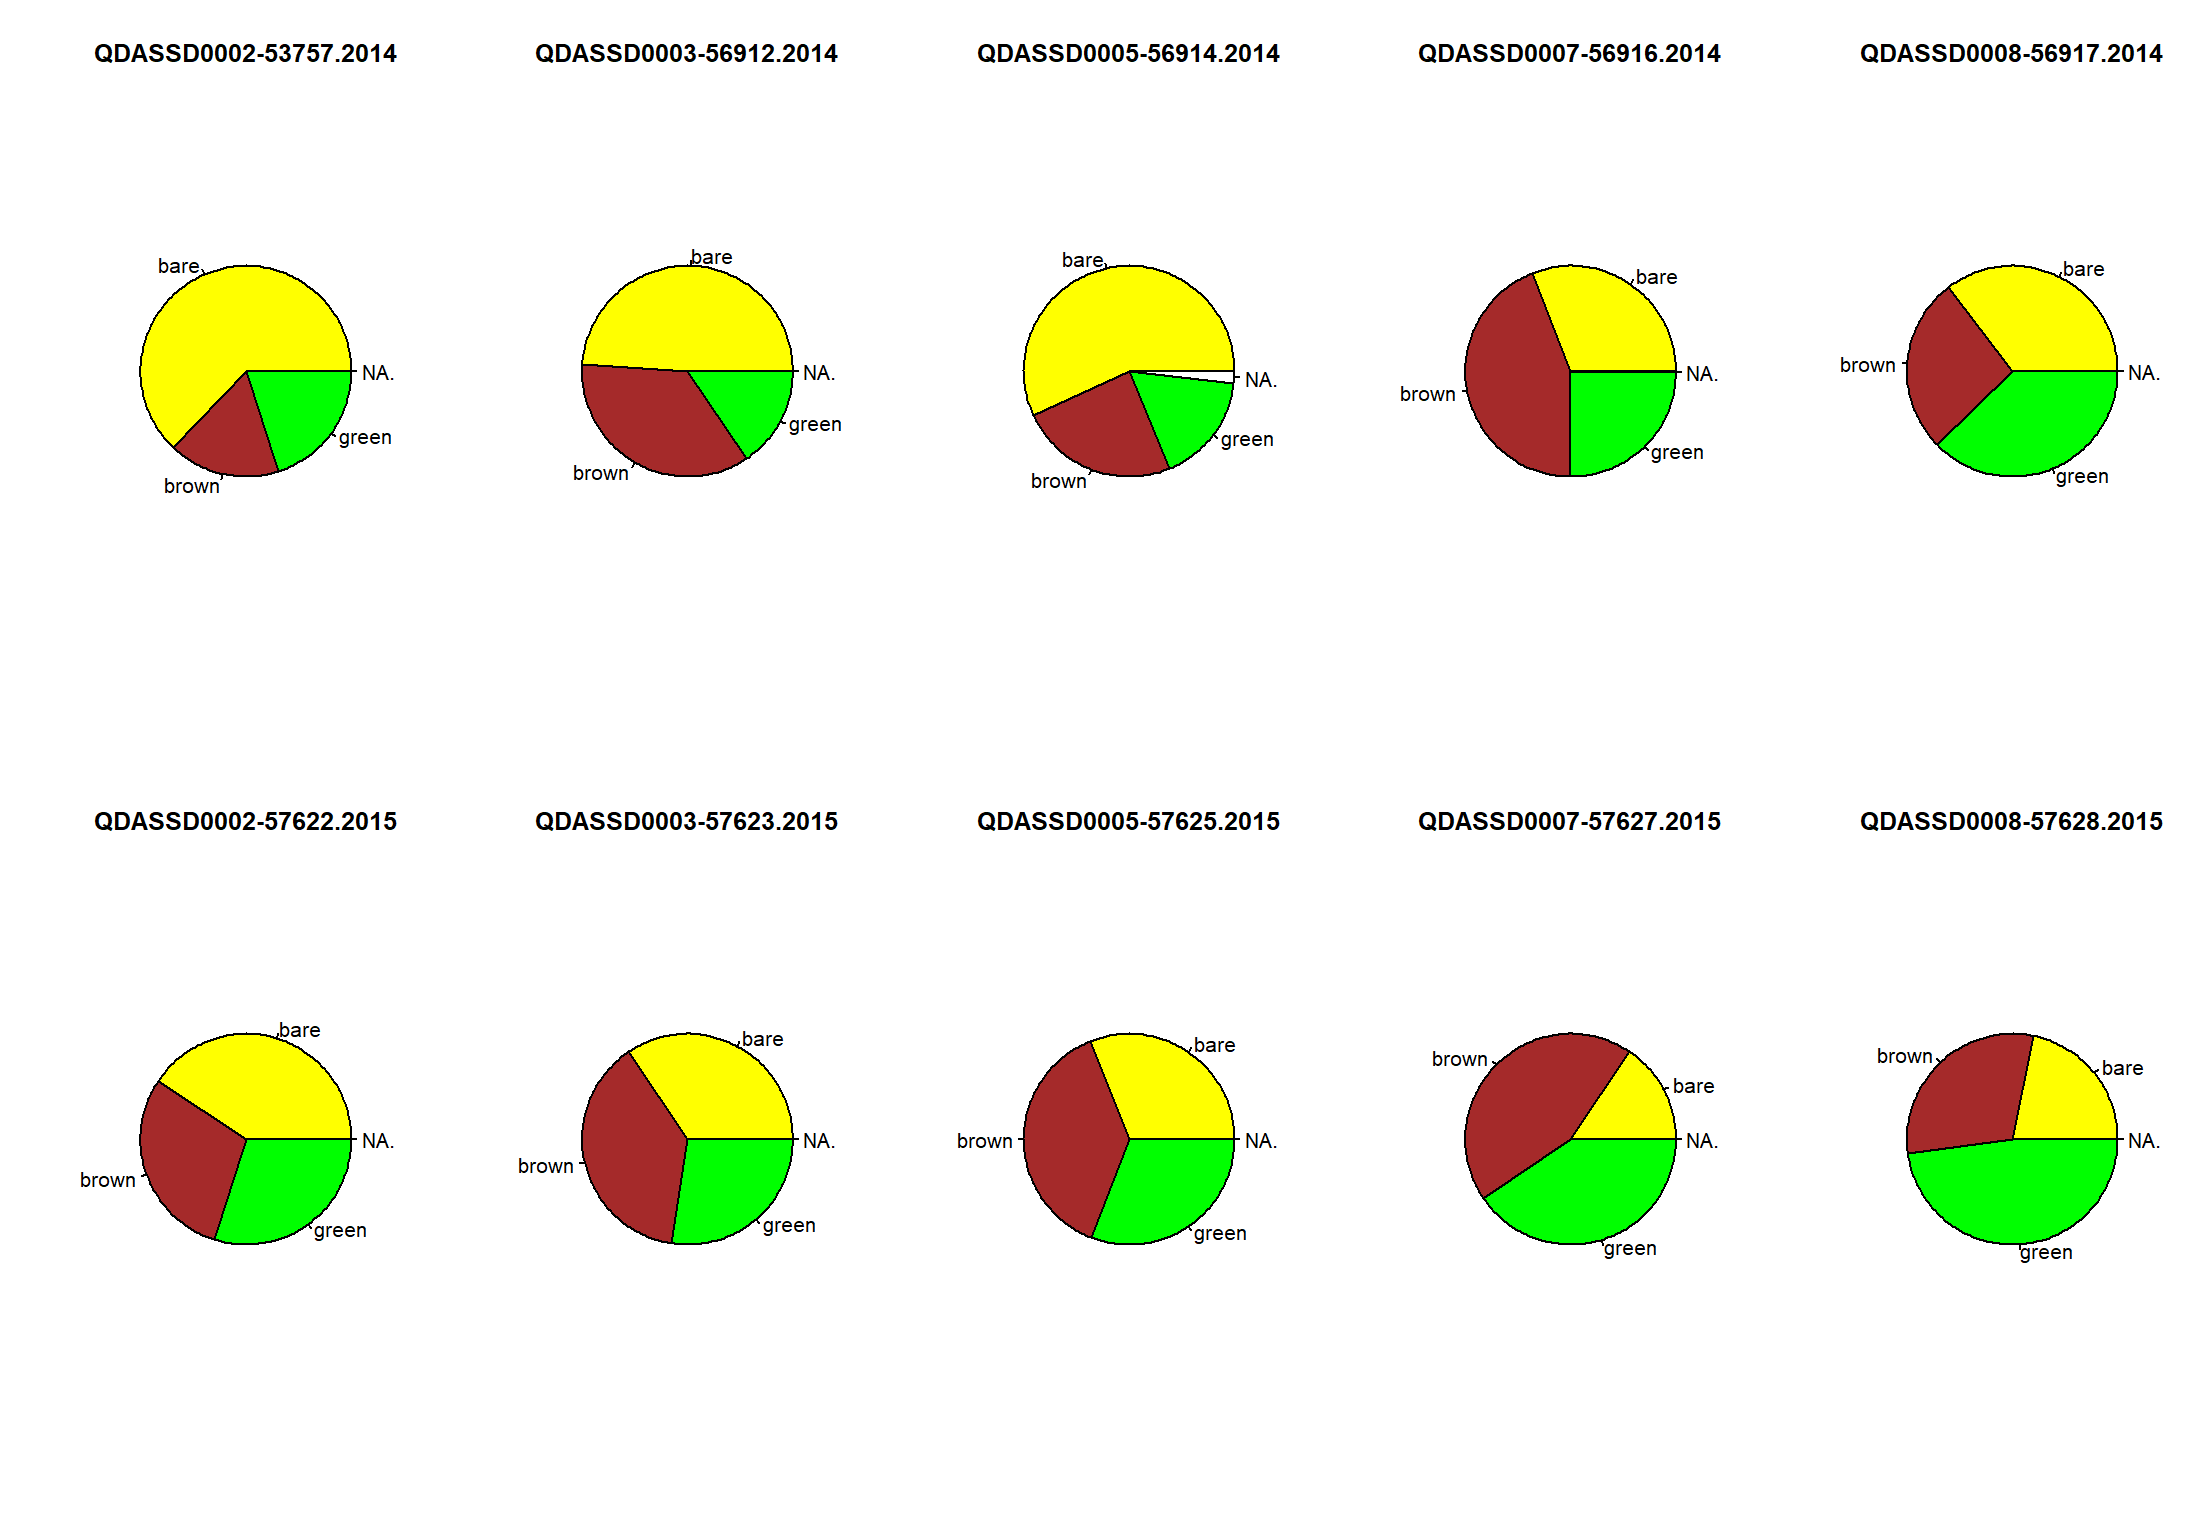 QDASSD0002-53757.2014
bare
NA.
green
brown
QDASSD0003-56912.2014
bare
NA.
green
brown
QDASSD0005-56914.2014
bare
NA.
green
brown
QDASSD0007-56916.2014
bare
NA.
brown
green
QDASSD0008-56917.2014
bare
brown
NA.
green
QDASSD0002-57622.2015
bare
NA.
brown
green
QDASSD0003-57623.2015
bare
NA.
brown
green
QDASSD0005-57625.2015
bare
brown
NA.
green
QDASSD0007-57627.2015
brown
bare
NA.
green
QDASSD0008-57628.2015
brown
bare
NA.
green